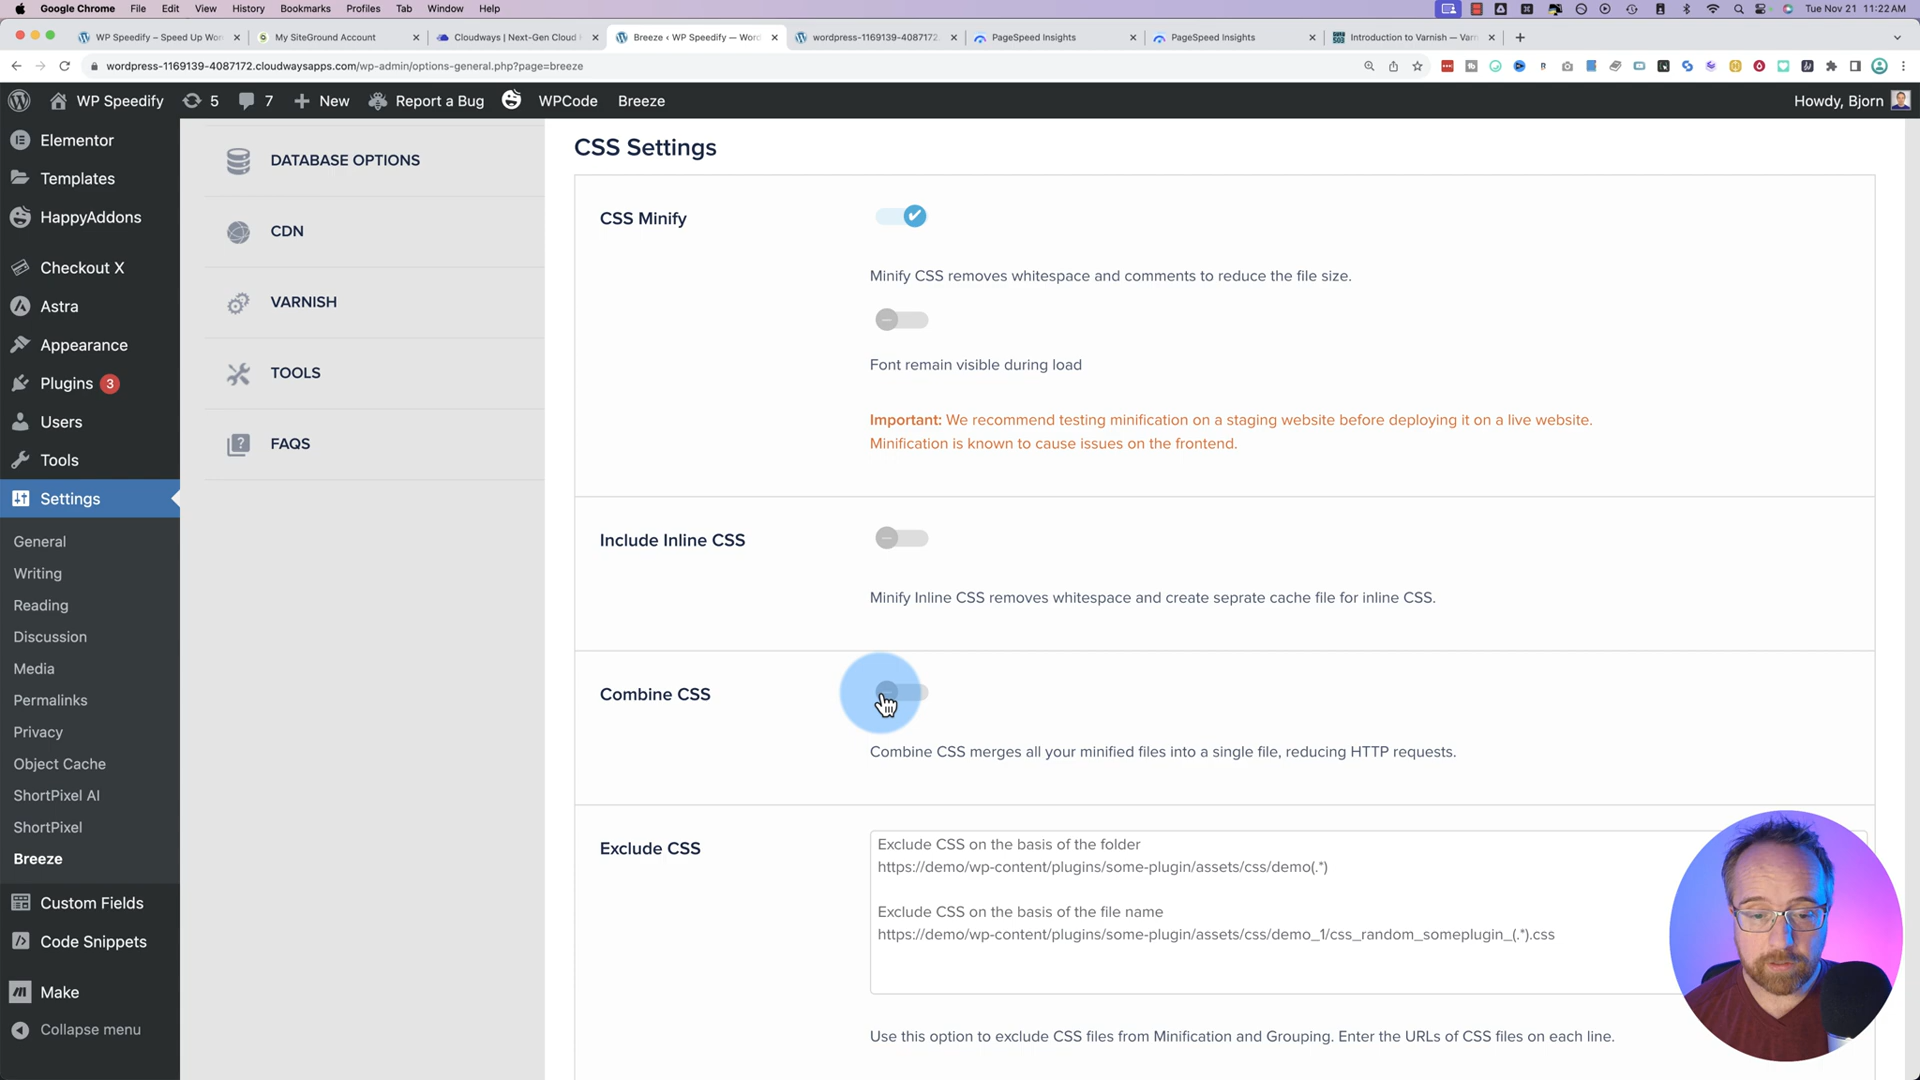 Google Chrome File Edit View History Bookmarks Profiles Tab Window Help
Tue Nov 21 11:22 AM
WP Speedify – Speed Up Wor
My SiteGround Account
Cloudways | Next-Gen Cloud
Breeze ‹ WP Speedify — Word
wordpress-1169139-4087172.
PageSpeed Insights
PageSpeed Insights
Introduction to Varnish — Varn
wordpress-1169139-4087172.cloudwaysapps.com/wp-admin/options-general.php?page=breeze
WP Speedify 5 7 New Report a Bug WPCode Breeze
Howdy, Bjorn
Elementor
Templates
HappyAddons
Checkout X
Astra
Appearance
Plugins 3
Users
Tools
Settings
General
Writing
Reading
Discussion
Media
Permalinks
Privacy
Object Cache
ShortPixel AI
ShortPixel
Breeze
Custom Fields
Code Snippets
Make
Collapse menu
DATABASE OPTIONS
CDN
VARNISH
TOOLS
FAQS
CSS Settings
CSS Minify
Minify CSS removes whitespace and comments to reduce the file size.
Font remain visible during load
Important: We recommend testing minification on a staging website before deploying it on a live website.
Minification is known to cause issues on the frontend.
Include Inline CSS
Minify Inline CSS removes whitespace and create seprate cache file for inline CSS.
Combine CSS
Combine CSS merges all your minified files into a single file, reducing HTTP requests.
Exclude CSS
Exclude CSS on the basis of the folder
https://demo/wp-content/plugins/some-plugin/assets/css/demo(.*)
Exclude CSS on the basis of the file name
https://demo/wp-content/plugins/some-plugin/assets/css/demo_1/css_random_someplugin_(.*).css
Use this option to exclude CSS files from Minification and Grouping. Enter the URLs of CSS files on each line.